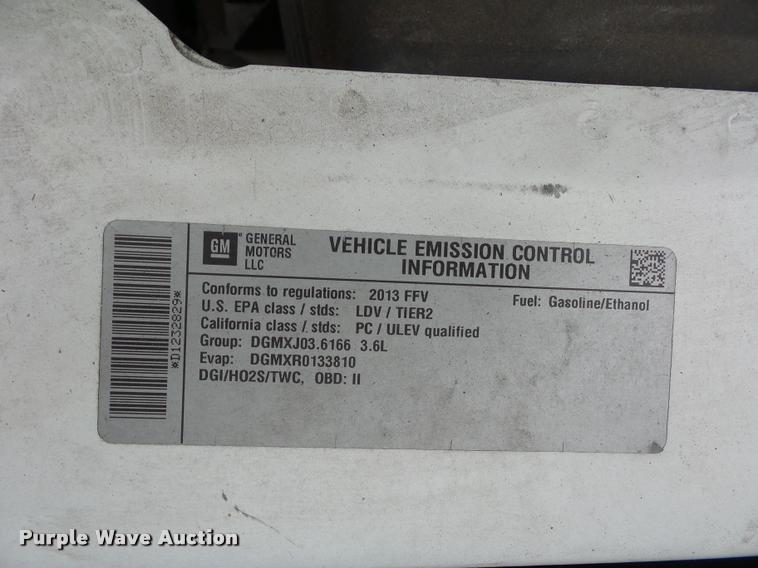 *D1232829*
GM
GENERAL
MOTORS
LLC
VEHICLE EMISSION CONTROL
INFORMATION
Conforms to regulations: 2013 FFV
Fuel: Gasoline/Ethanol
U.S. EPA class / stds: LDV / TIER2
California class / stds: PC / ULEV qualified
Group: DGMXJ03.6166 3.6L
Evap: DGMXR0133810
DGI/HO2S/TWC, OBD: II
Purple Wave Auction